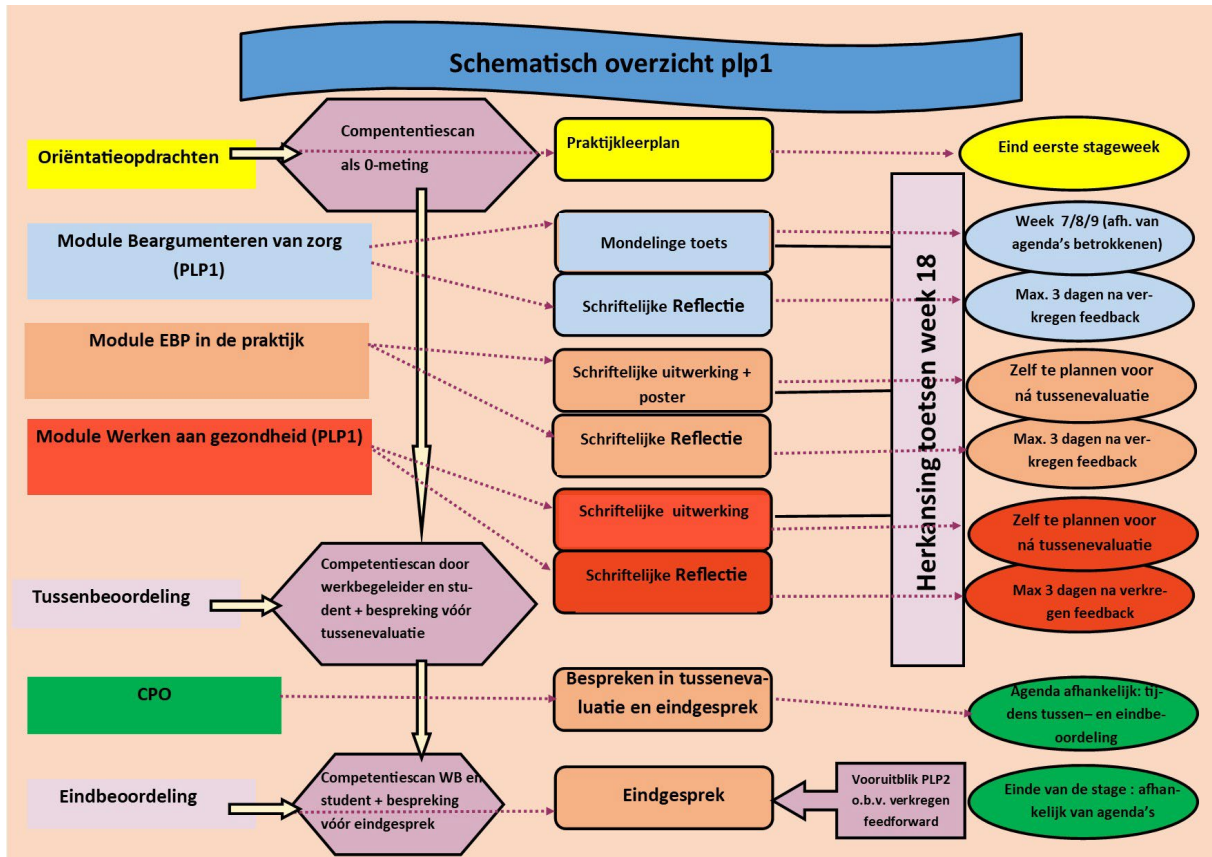 Schematisch overzicht plp1
Oriëntatieopdrachten
Compententiescan
als 0-meting
Praktijkleerplan
Eind eerste stageweek
Module Beargumenteren van zorg
(PLP1)
Mondelinge toets
Week 7/8/9 (afh. van
agenda's betrokkenen)
Schriftelijke Reflectie
Max. 3 dagen na ver-
kregen feedback
Module EBP in de praktijk
Schriftelijke uitwerking +
poster
Zelf te plannen voor
ná tussenevaluatie
Schriftelijke Reflectie
Max. 3 dagen na ver-
kregen feedback
Module Werken aan gezondheid (PLP1)
Schriftelijke uitwerking
Zelf te plannen voor
ná tussenevaluatie
Schriftelijke Reflectie
Max 3 dagen na verkre-
gen feedback
Herkansing toetsen week 18
Tussenbeoordeling
Competentiescan door
werkbegeleider en stu-
dent + bespreking vóór
tussenevaluatie
CPO
Bespreken in tusseneva-
luatie en eindgesprek
Agenda afhankelijk: tij-
dens tussen– en eindbe-
oordeling
Eindbeoordeling
Competentiescan WB en
student + bespreking
vóór eindgesprek
Eindgesprek
Vooruitblik PLP2
o.b.v. verkregen
feedforward
Einde van de stage : afhan-
kelijk van agenda's